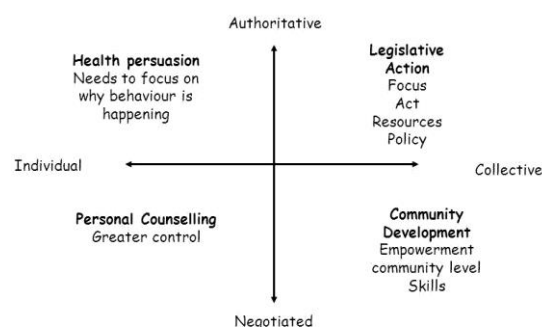 Authoritative
Health persuasion
Needs to focus on
why behaviour is
happening
Legislative
Action
Focus
Act
Resources
Policy
Individual
Collective
Personal Counselling
Greater control
Community
Development
Empowerment
community level
Skills
Negotiated